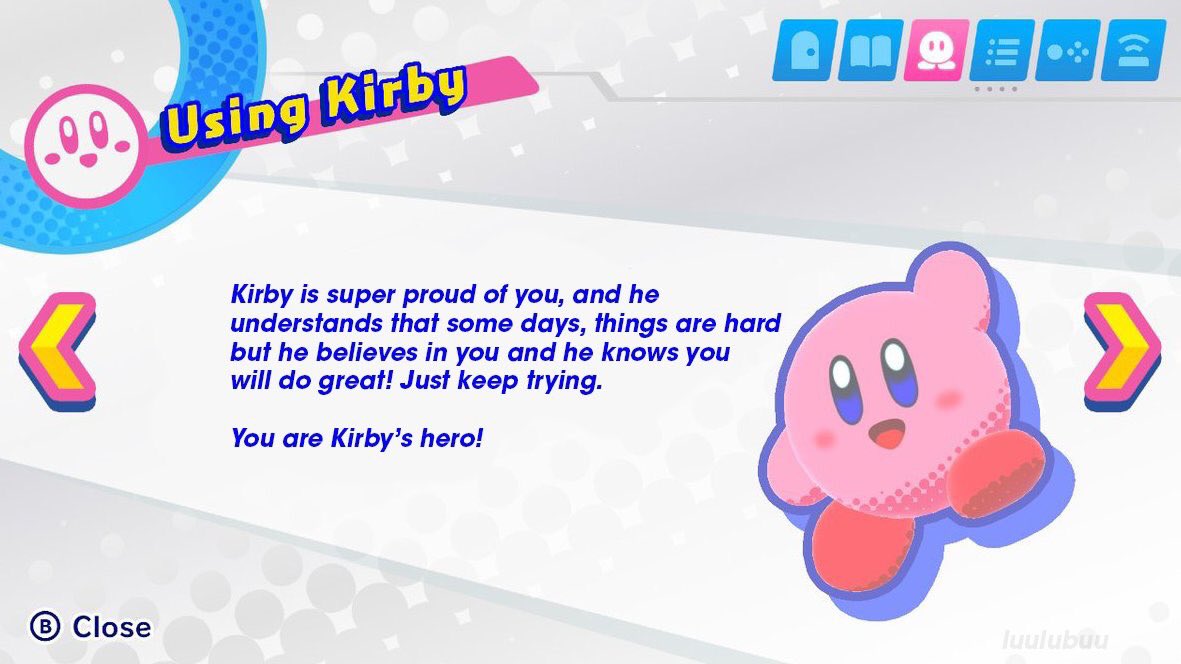 Using Kirby
Kirby is super proud of you, and he
understands that some days, things are hard
but he believes in you and he knows you
will do great! Just keep trying.
You are Kirby's hero!
B Close
luulubuu